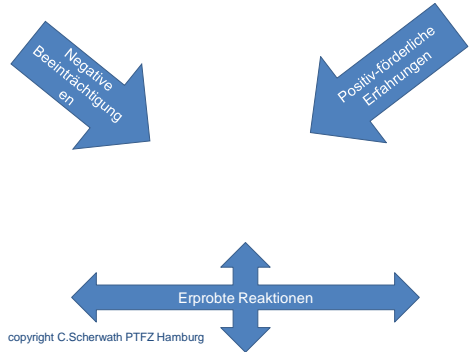 Negative
Beeinträchtigung
en
Positiv-förderliche
Erfahrungen
Erprobte Reaktionen
copyright C.Scherwath PTFZ Hamburg